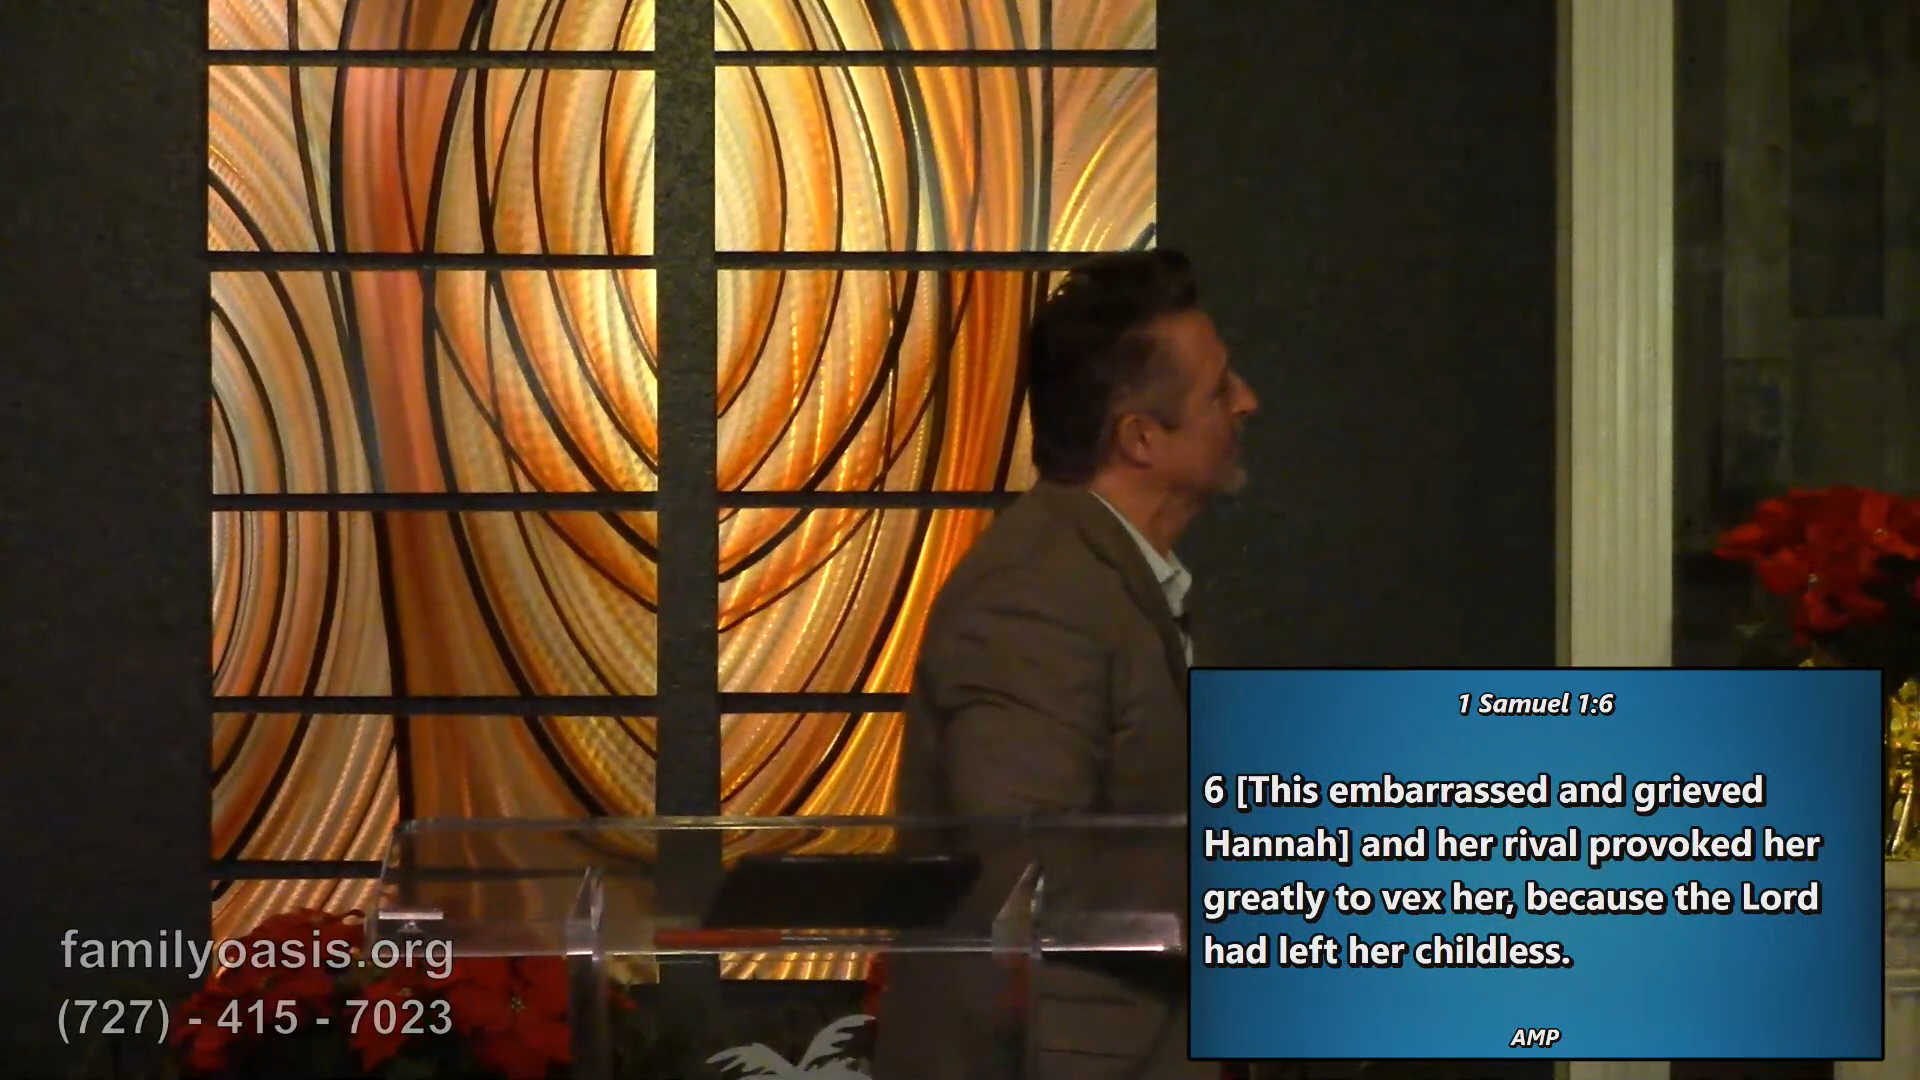 1 Samuel 1:6
6 [This embarrassed and grieved
Hannah] and her rival provoked her
greatly to vex her, because the Lord
had left her childless.
AMP
familyoasis.org
(727) - 415 - 7023